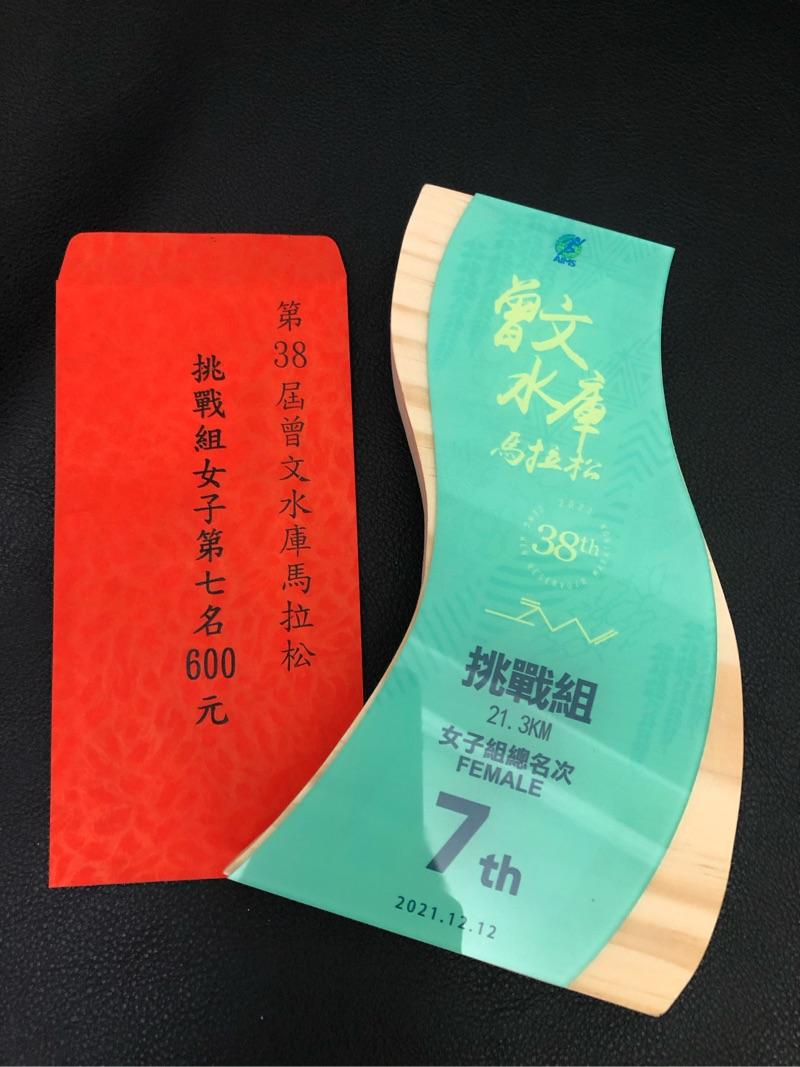 第38屆曾文水庫馬拉松
挑戰組女子第七名600元
AIMS
曾文
水庫
馬拉松
38th
挑戰組
21.3KM
女子組總名次
FEMALE
7th
2021.12.12